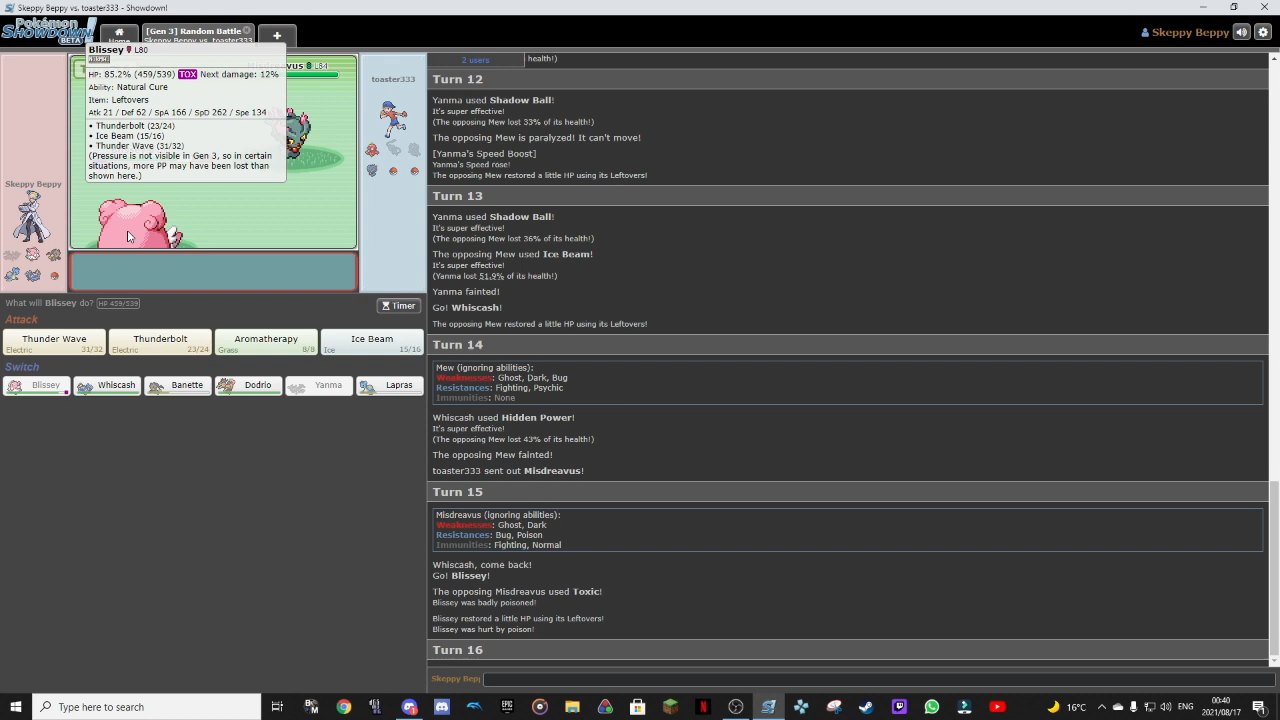 Skeppy Beppy vs. toaster333 - Showdown!
Pokémon
SHOWDOWN!
BETA
Home
[Gen 3] Random Battle
Skeppy Beppy vs. toaster333
+
Skeppy Beppy
Blissey L80
HP: 85.2% (459/539) TOX Next damage: 12%
Ability: Natural Cure
Item: Leftovers
Atk 21 / Def 62 / SpA 166 / SpD 262 / Spe 134
• Thunderbolt (23/24)
• Ice Beam (15/16)
• Thunder Wave (31/32)
(Pressure is not visible in Gen 3, so in certain
situations, more PP may have been lost than
shown here.)
Misdreavus L84
toaster333
Skeppy Beppy
What will Blissey do? HP 459/539
Timer
Attack
Thunder Wave
Electric 31/32
Thunderbolt
Electric 23/24
Aromatherapy
Grass 8/8
Ice Beam
Ice 15/16
Switch
Blissey
Whiscash
Banette
Dodrio
Yanma
Lapras
2 users
health!)
Turn 12
Yanma used Shadow Ball!
It's super effective!
(The opposing Mew lost 33% of its health!)
The opposing Mew is paralyzed! It can't move!
[Yanma's Speed Boost]
Yanma's Speed rose!
The opposing Mew restored a little HP using its Leftovers!
Turn 13
Yanma used Shadow Ball!
It's super effective!
(The opposing Mew lost 36% of its health!)
The opposing Mew used Ice Beam!
It's super effective!
(Yanma lost 51.9% of its health!)
Yanma fainted!
Go! Whiscash!
The opposing Mew restored a little HP using its Leftovers!
Turn 14
Mew (ignoring abilities):
Weaknesses: Ghost, Dark, Bug
Resistances: Fighting, Psychic
Immunities: None
Whiscash used Hidden Power!
It's super effective!
(The opposing Mew lost 43% of its health!)
The opposing Mew fainted!
toaster333 sent out Misdreavus!
Turn 15
Misdreavus (ignoring abilities):
Weaknesses: Ghost, Dark
Resistances: Bug, Poison
Immunities: Fighting, Normal
Whiscash, come back!
Go! Blissey!
The opposing Misdreavus used Toxic!
Blissey was badly poisoned!
Blissey restored a little HP using its Leftovers!
Blissey was hurt by poison!
Turn 16
Skeppy Bepp
Type here to search
16°C
ENG
00:40
2021/08/17